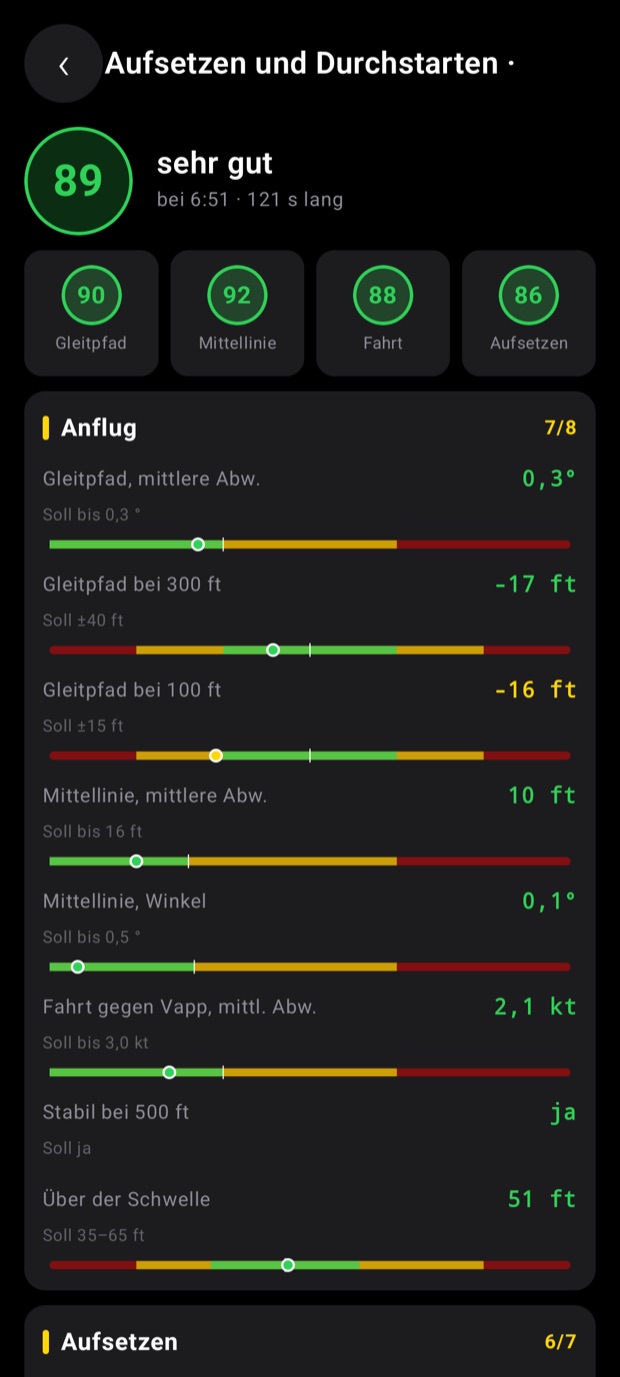 ‹ Aufsetzen und Durchstarten ·
89
sehr gut
bei 6:51 · 121 s lang
90 92 88 86
Gleitpfad Mittellinie Fahrt Aufsetzen
Anflug 7/8
Gleitpfad, mittlere Abw. 0,3°
Soll bis 0,3 °
Gleitpfad bei 300 ft -17 ft
Soll ±40 ft
Gleitpfad bei 100 ft -16 ft
Soll ±15 ft
Mittellinie, mittlere Abw. 10 ft
Soll bis 16 ft
Mittellinie, Winkel 0,1°
Soll bis 0,5 °
Fahrt gegen Vapp, mittl. Abw. 2,1 kt
Soll bis 3,0 kt
Stabil bei 500 ft ja
Soll ja
Über der Schwelle 51 ft
Soll 35–65 ft
Aufsetzen 6/7